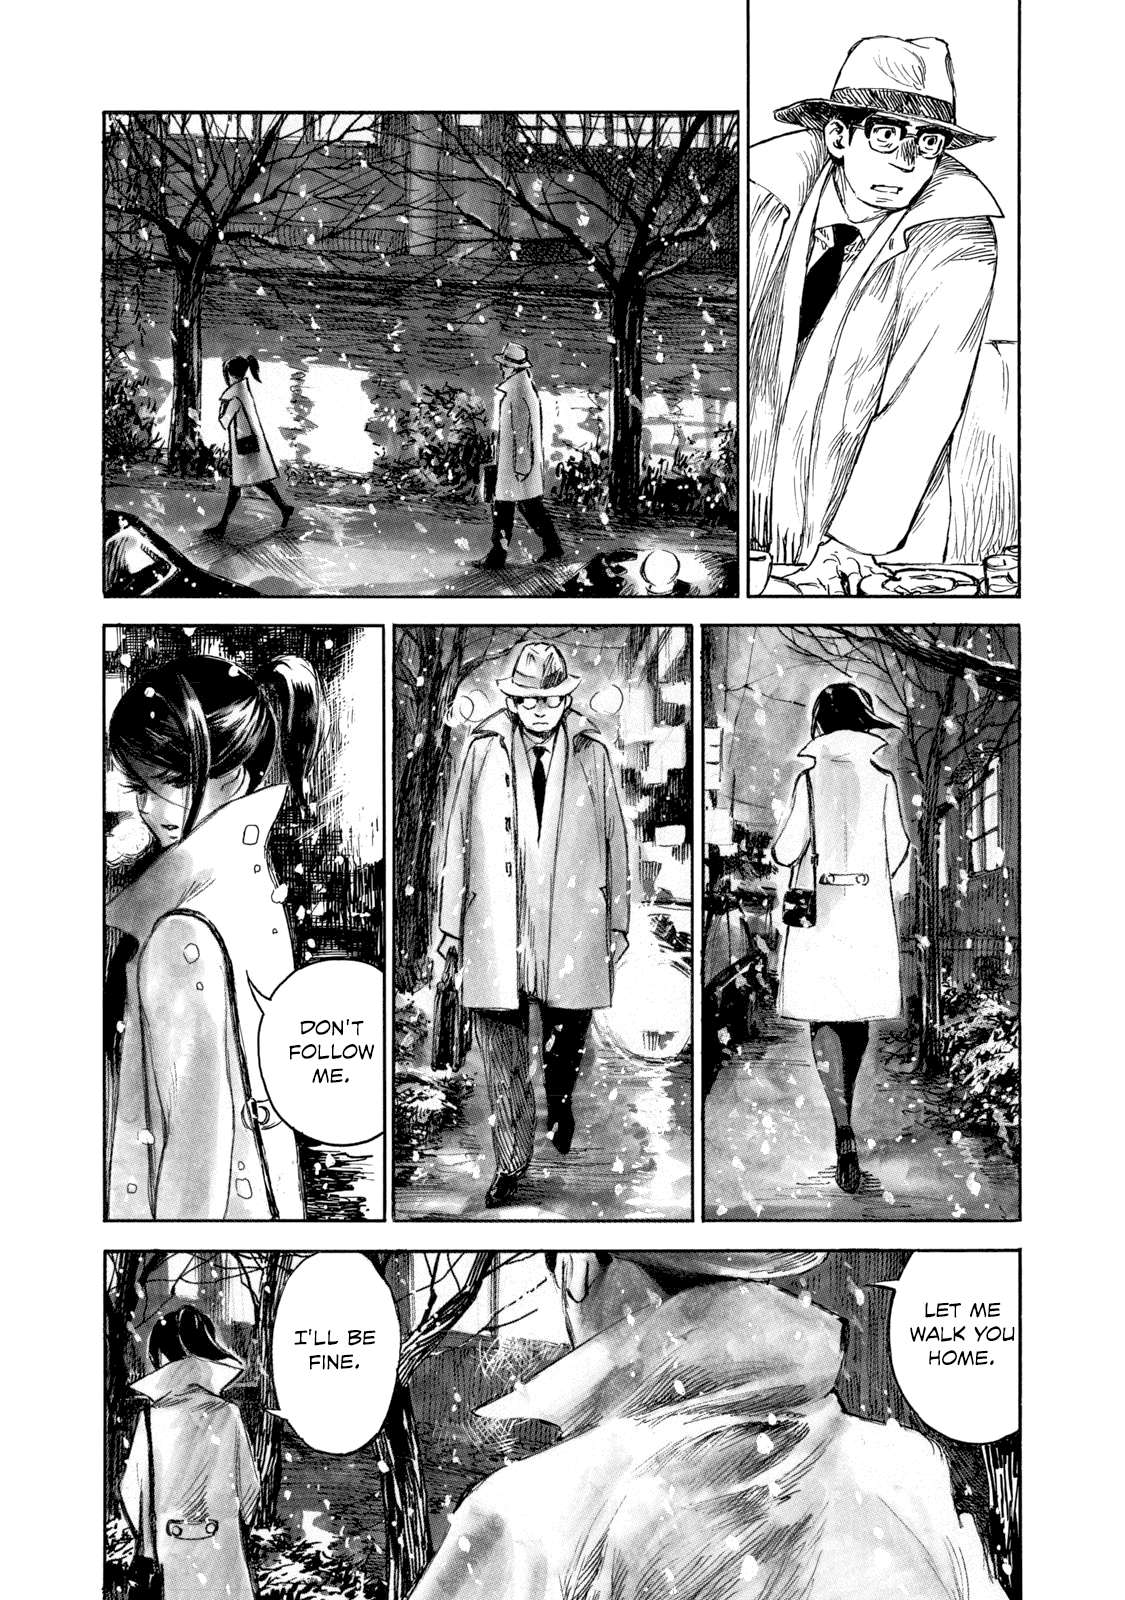 DON'T
FOLLOW
ME.
LET ME
WALK YOU
HOME.
I'LL BE
FINE.